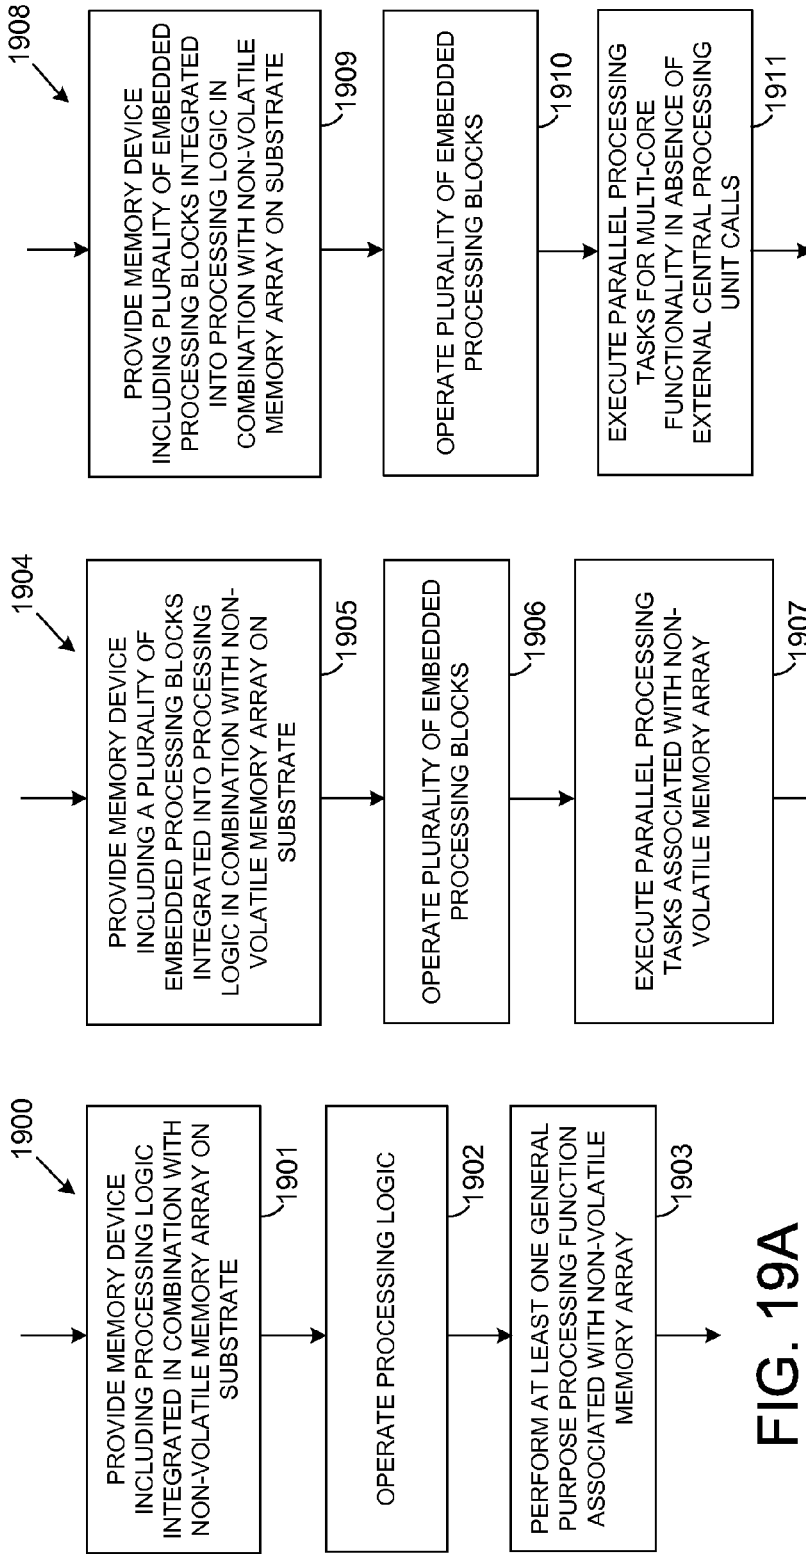 1900
PROVIDE MEMORY DEVICE
INCLUDING PROCESSING LOGIC
INTEGRATED IN COMBINATION WITH
NON-VOLATILE MEMORY ARRAY ON
SUBSTRATE
1901
OPERATE PROCESSING LOGIC
1902
PERFORM AT LEAST ONE GENERAL
PURPOSE PROCESSING FUNCTION
ASSOCIATED WITH NON-VOLATILE
MEMORY ARRAY
1903
1904
PROVIDE MEMORY DEVICE
INCLUDING A PLURALITY OF
EMBEDDED PROCESSING BLOCKS
INTEGRATED INTO PROCESSING
LOGIC IN COMBINATION WITH NON-
VOLATILE MEMORY ARRAY ON
SUBSTRATE
1905
OPERATE PLURALITY OF EMBEDDED
PROCESSING BLOCKS
1906
EXECUTE PARALLEL PROCESSING
TASKS ASSOCIATED WITH NON-
VOLATILE MEMORY ARRAY
1907
1908
PROVIDE MEMORY DEVICE
INCLUDING PLURALITY OF EMBEDDED
PROCESSING BLOCKS INTEGRATED
INTO PROCESSING LOGIC IN
COMBINATION WITH NON-VOLATILE
MEMORY ARRAY ON SUBSTRATE
1909
OPERATE PLURALITY OF EMBEDDED
PROCESSING BLOCKS
1910
EXECUTE PARALLEL PROCESSING
TASKS FOR MULTI-CORE
FUNCTIONALITY IN ABSENCE OF
EXTERNAL CENTRAL PROCESSING
UNIT CALLS
1911
FIG. 19A